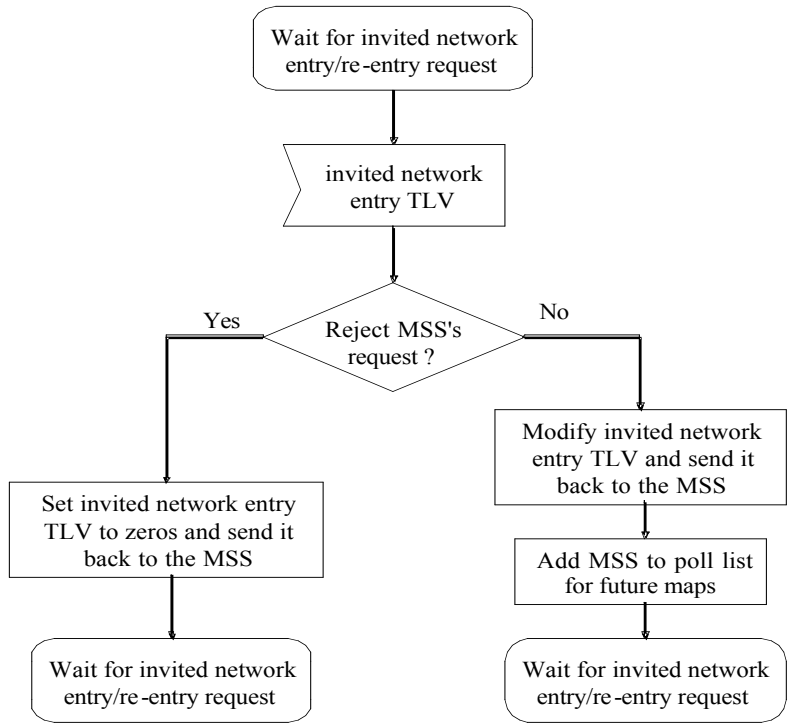 Wait for invited network
entry/re-entry request
invited network
entry TLV
Yes
Reject MSS's
request ?
No
Modify invited network
entry TLV and send it
back to the MSS
Set invited network entry
TLV to zeros and send it
back to the MSS
Add MSS to poll list
for future maps
Wait for invited network
entry/re-entry request
Wait for invited network
entry/re-entry request